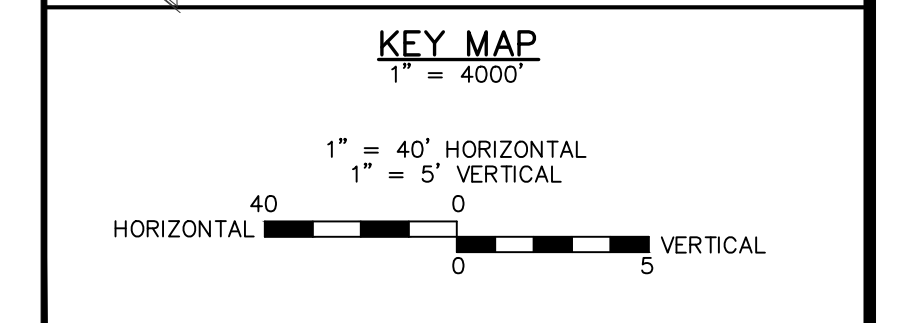 KEY MAP
1" = 4000'
1" = 40' HORIZONTAL
1" = 5' VERTICAL
40 0
HORIZONTAL
VERTICAL
0 5